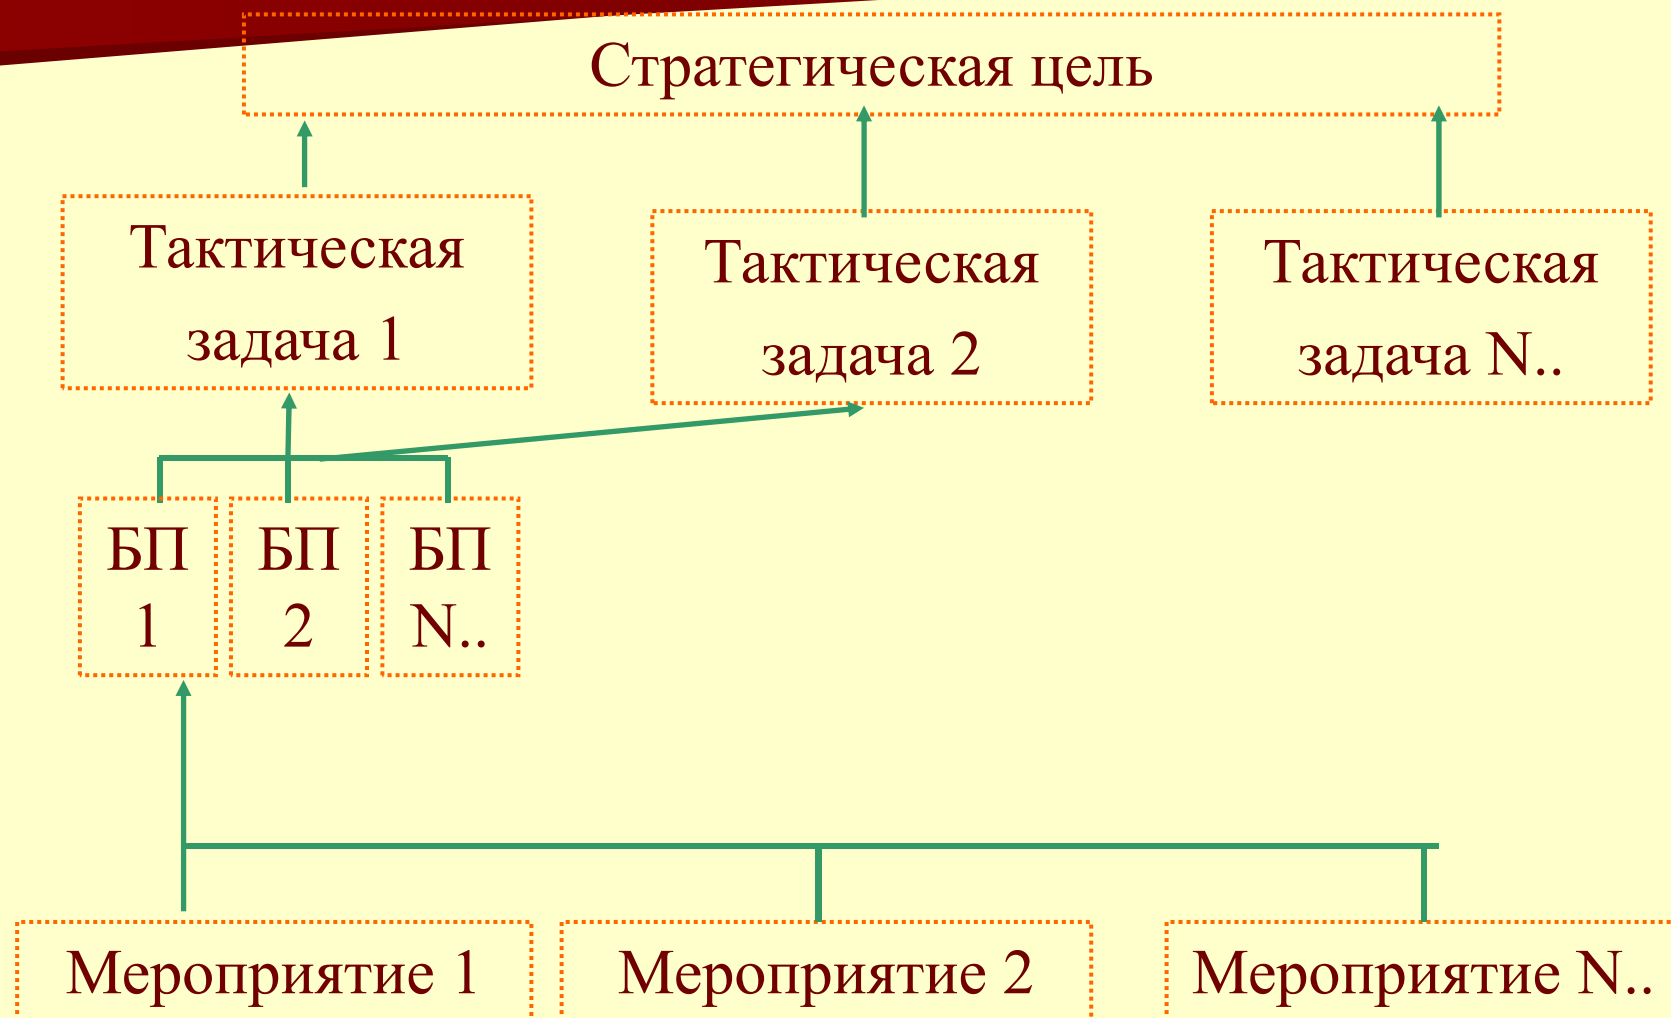 Стратегическая цель
Тактическая
задача 1
Тактическая
задача 2
Тактическая
задача N..
БП
1
БП
2
БП
N..
Мероприятие 1
Мероприятие 2
Мероприятие N..